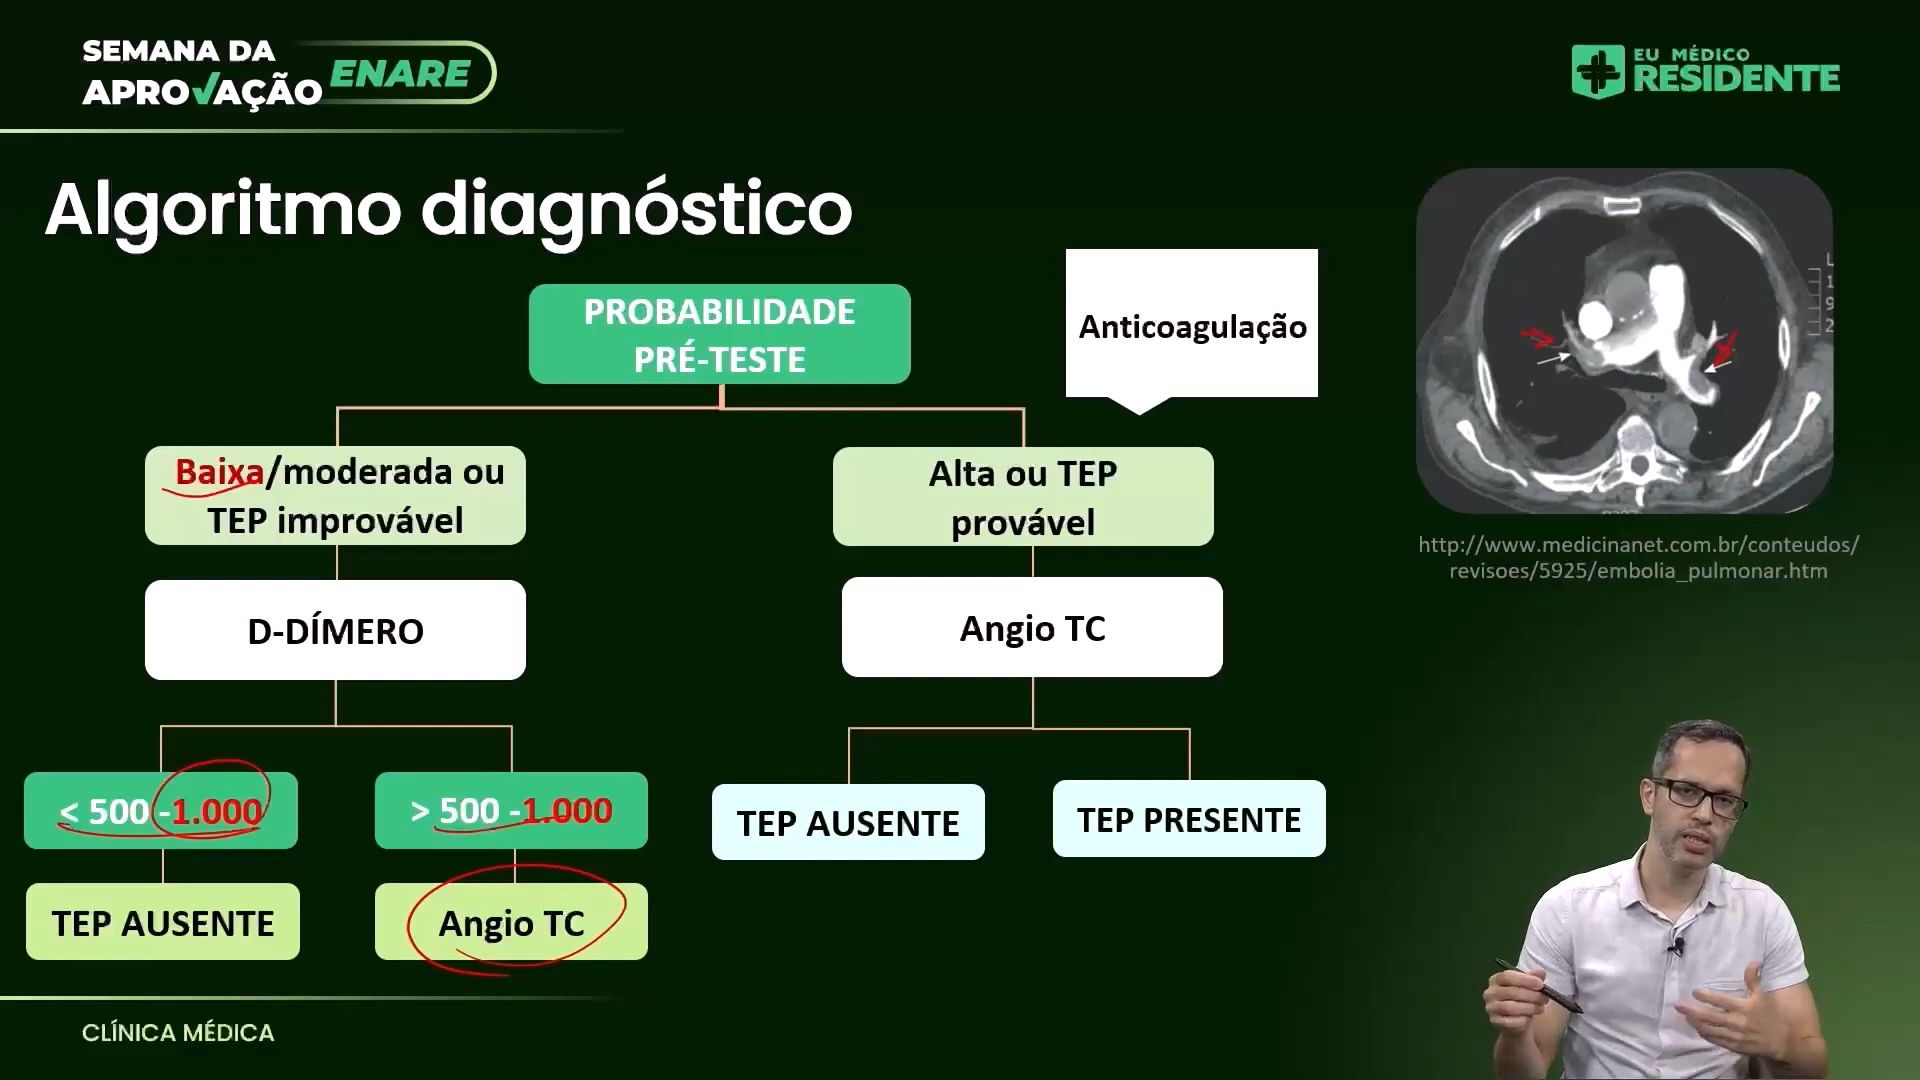 SEMANA DA
APROVAÇÃO
ENARE
EU MÉDICO
RESIDENTE
Algoritmo diagnóstico
PROBABILIDADE
PRÉ-TESTE
Anticoagulação
Baixa/moderada ou
TEP improvável
Alta ou TEP
provável
D-DÍMERO
Angio TC
< 500 -1.000
> 500 -1.000
TEP AUSENTE
TEP PRESENTE
TEP AUSENTE
Angio TC
http://www.medicinanet.com.br/conteudos/
revisoes/5925/embolia_pulmonar.htm
CLÍNICA MÉDICA